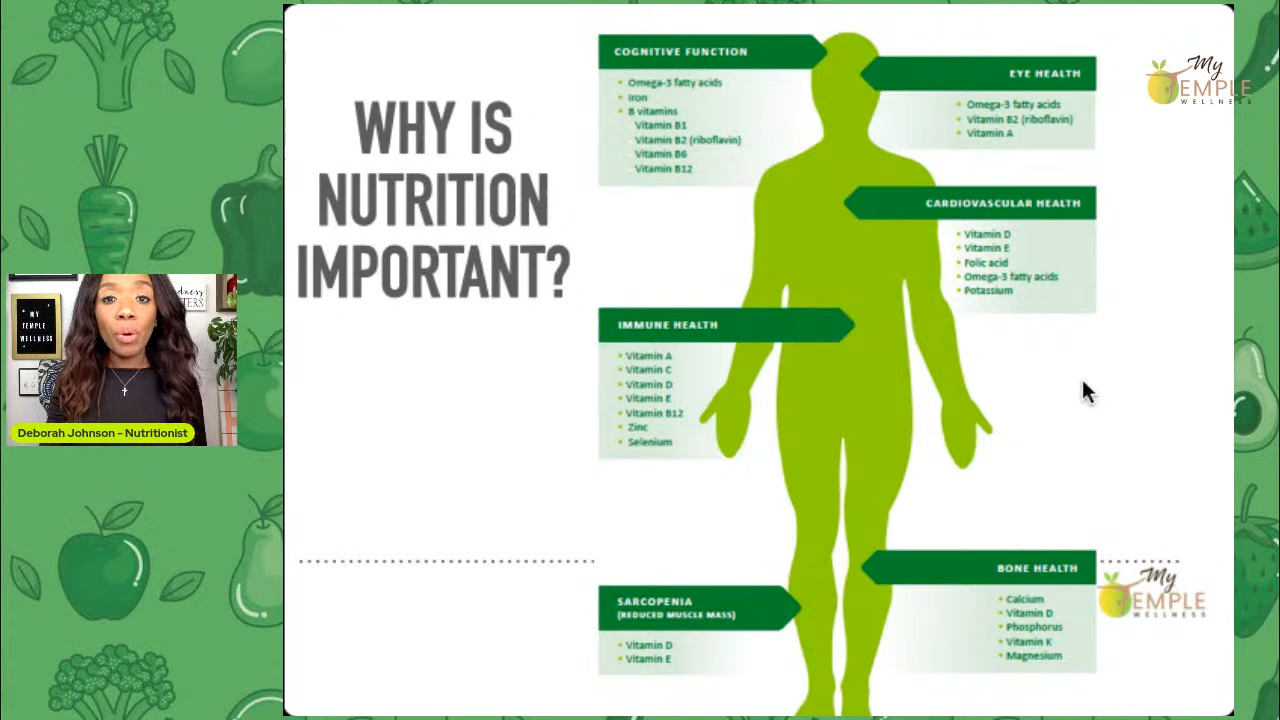 WHY IS
NUTRITION
IMPORTANT?
COGNITIVE FUNCTION
Omega-3 fatty acids
Iron
B vitamins
Vitamin B1
Vitamin B2 (riboflavin)
Vitamin B6
Vitamin B12
EYE HEALTH
Omega-3 fatty acids
Vitamin B2 (riboflavin)
Vitamin A
CARDIOVASCULAR HEALTH
Vitamin D
Vitamin E
Folic acid
Omega-3 fatty acids
Potassium
IMMUNE HEALTH
Vitamin A
Vitamin C
Vitamin D
Vitamin E
Vitamin B12
Zinc
Selenium
SARCOPENIA
(REDUCED MUSCLE MASS)
Vitamin D
Vitamin E
BONE HEALTH
Calcium
Vitamin D
Phosphorus
Vitamin K
Magnesium
My
TEMPLE
WELLNESS
My
TEMPLE
WELLNESS
MY
TEMPLE
WELLNESS
Deborah Johnson - Nutritionist